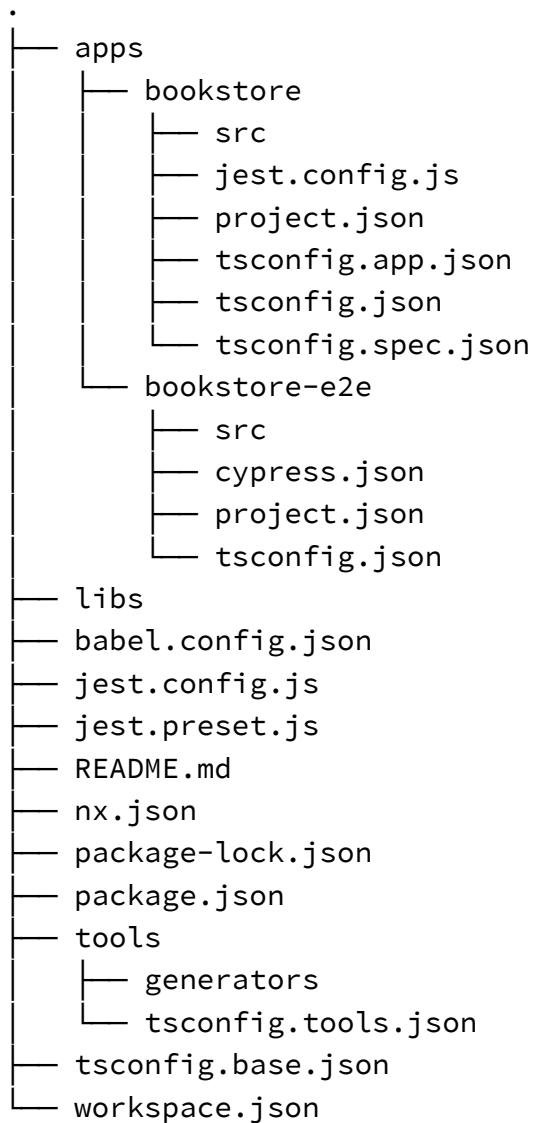 .
├── apps
│   ├── bookstore
│   │   ├── src
│   │   ├── jest.config.js
│   │   ├── project.json
│   │   ├── tsconfig.app.json
│   │   ├── tsconfig.json
│   │   └── tsconfig.spec.json
│   └── bookstore-e2e
│       ├── src
│       ├── cypress.json
│       ├── project.json
│       └── tsconfig.json
├── libs
├── babel.config.json
├── jest.config.js
├── jest.preset.js
├── README.md
├── nx.json
├── package-lock.json
├── package.json
├── tools
│   ├── generators
│   └── tsconfig.tools.json
├── tsconfig.base.json
└── workspace.json